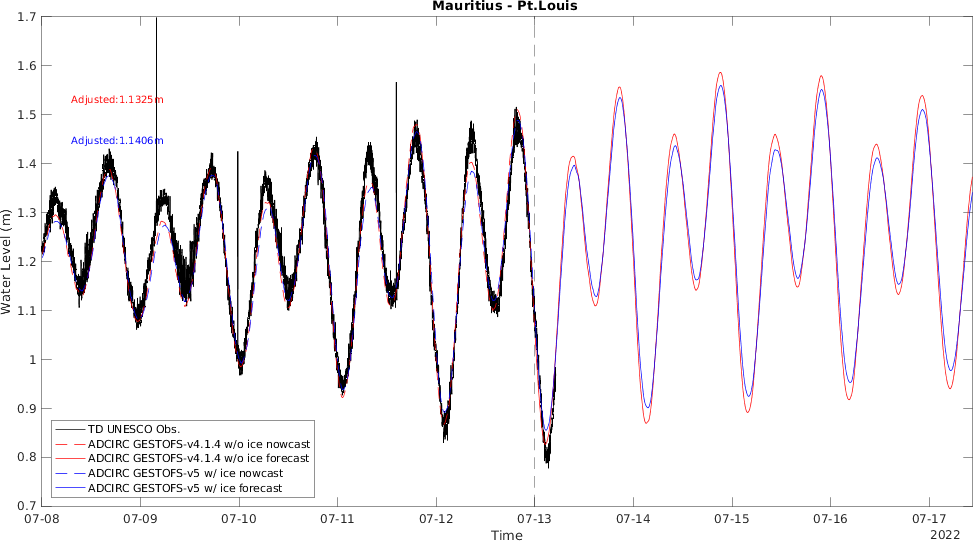 Mauritius - Pt.Louis
1.7
1.6
1.5
1.4
1.3
1.2
1.1
1
0.9
0.8
0.7
Water Level (m)
Adjusted:1.1325m
Adjusted:1.1406m
TD UNESCO Obs.
ADCIRC GESTOFS-v4.1.4 w/o ice nowcast
ADCIRC GESTOFS-v4.1.4 w/o ice forecast
ADCIRC GESTOFS-v5 w/ ice nowcast
ADCIRC GESTOFS-v5 w/ ice forecast
07-08 07-09 07-10 07-11 07-12 07-13 07-14 07-15 07-16 07-17
Time
2022